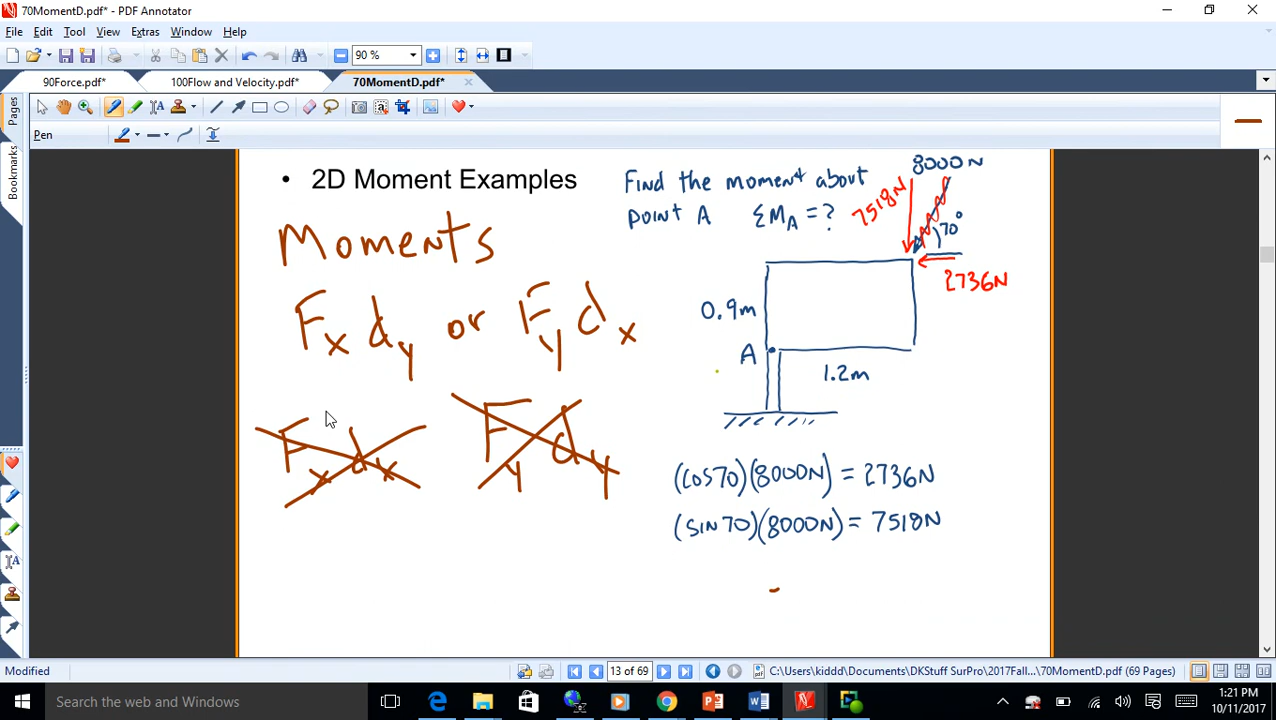 70MomentD.pdf* - PDF Annotator
File Edit Tool View Extras Window Help
90 %
90Force.pdf* 100Flow and Velocity.pdf* 70MomentD.pdf*
Pen
Pages
Bookmarks
• 2D Moment Examples
Moments
Fx dy or Fy dx
Fx dx Fy dy
Find the moment about
point A ΣMA = ?
8000N
7518N
70°
2736N
0.9m
A
1.2m
(cos70)(8000N) = 2736N
(sin70)(8000N) = 7518N
-
Modified
13 of 69
C:\Users\kiddd\Documents\DKStuff SurPro\2017Fall...\70MomentD.pdf (69 Pages)
Search the web and Windows
1:21 PM
10/11/2017